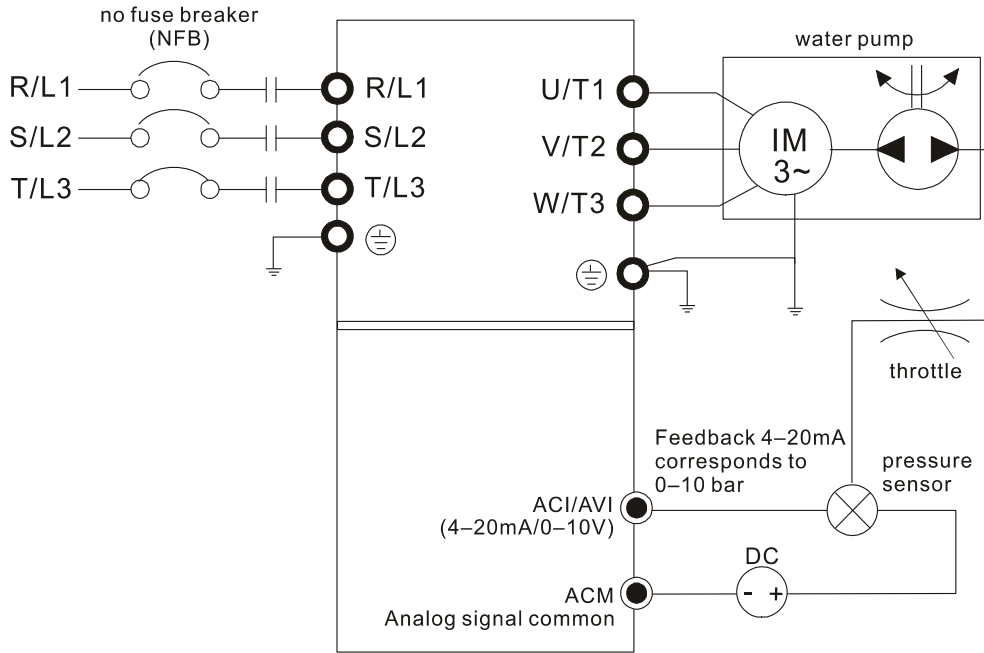 no fuse breaker
(NFB)
water pump
R/L1
R/L1
U/T1
S/L2
S/L2
V/T2
IM
3~
T/L3
T/L3
W/T3
throttle
Feedback 4–20mA
corresponds to
0–10 bar
pressure
sensor
ACI/AVI
(4–20mA/0–10V)
DC
- +
ACM
Analog signal common